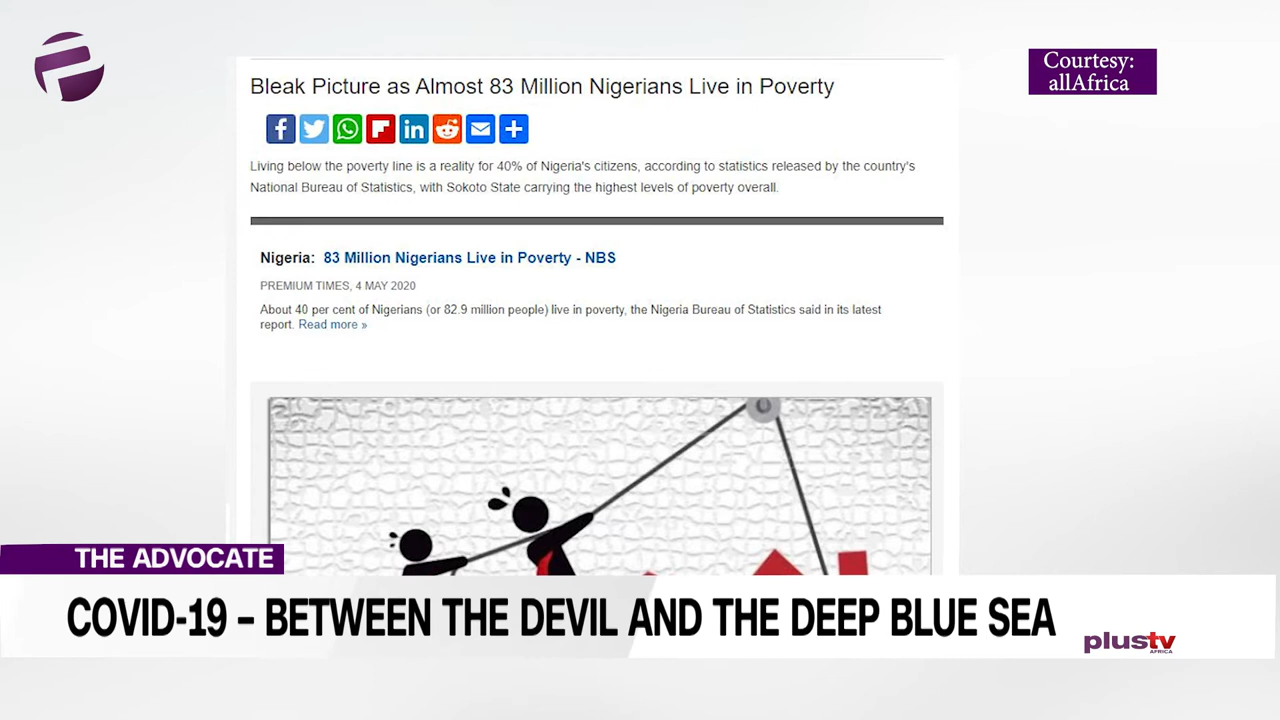 Courtesy:
allAfrica
Bleak Picture as Almost 83 Million Nigerians Live in Poverty
Living below the poverty line is a reality for 40% of Nigeria's citizens, according to statistics released by the country's
National Bureau of Statistics, with Sokoto State carrying the highest levels of poverty overall.
Nigeria: 83 Million Nigerians Live in Poverty - NBS
PREMIUM TIMES, 4 MAY 2020
About 40 per cent of Nigerians (or 82.9 million people) live in poverty, the Nigeria Bureau of Statistics said in its latest
report. Read more »
THE ADVOCATE
COVID-19 – BETWEEN THE DEVIL AND THE DEEP BLUE SEA
plustv
AFRICA